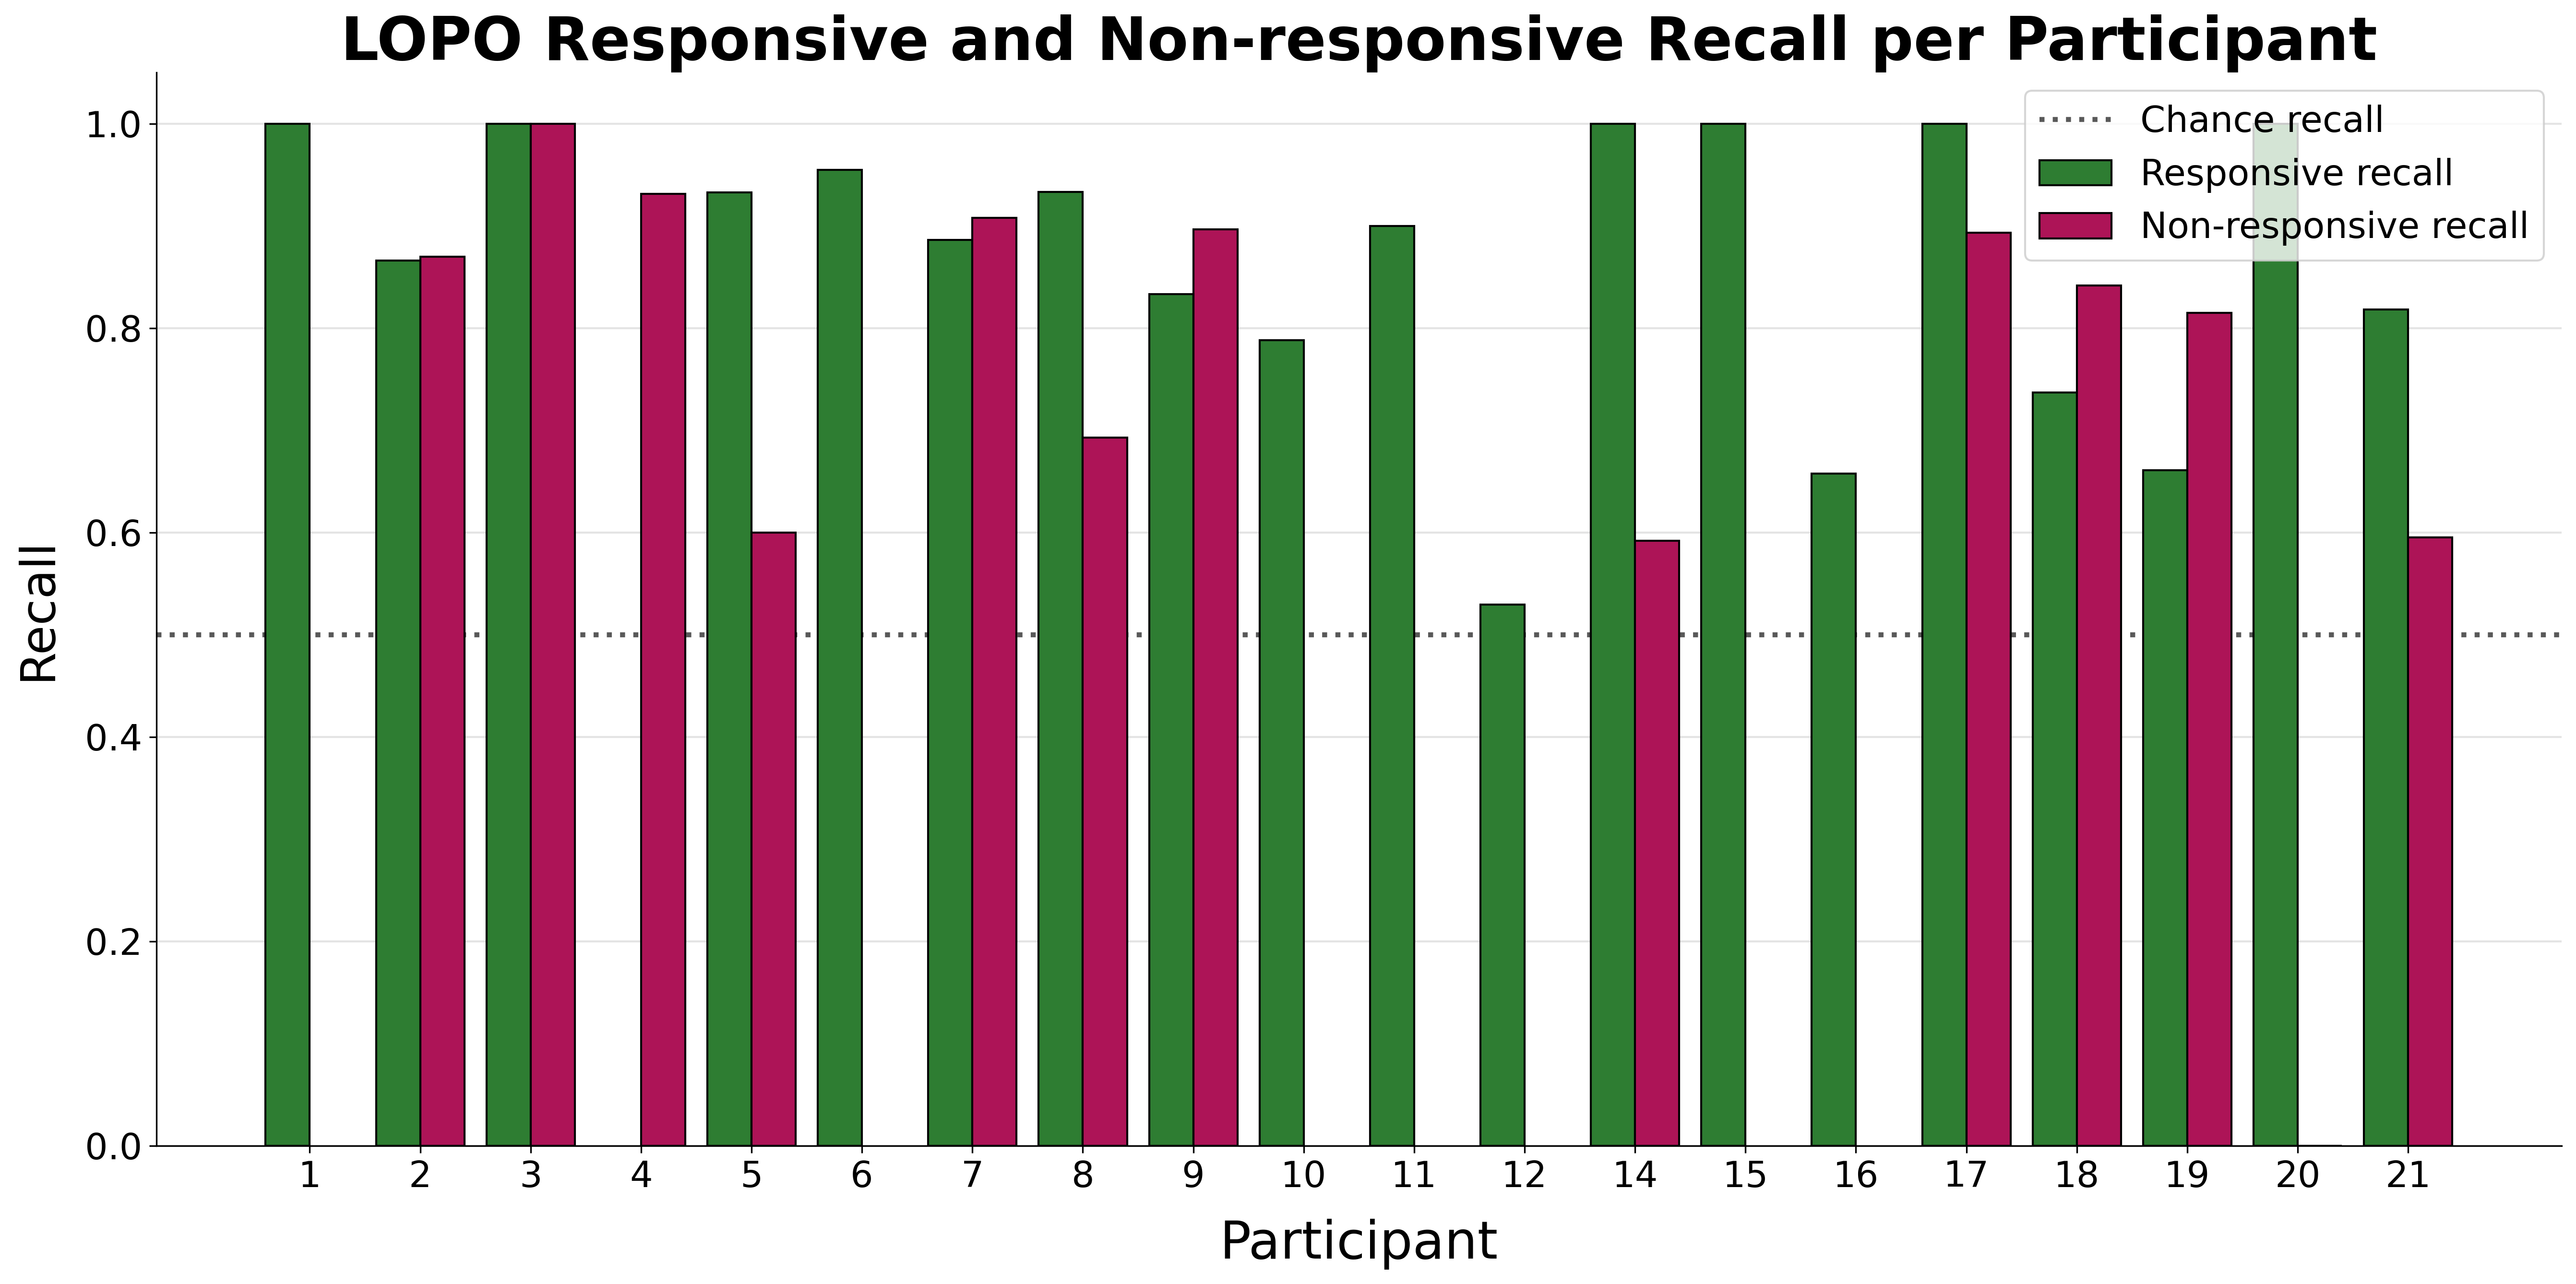 LOPO Responsive and Non-responsive Recall per Participant
Chance recall
Responsive recall
Non-responsive recall
Recall
1.0
0.8
0.6
0.4
0.2
0.0
1 2 3 4 5 6 7 8 9 10 11 12 14 15 16 17 18 19 20 21
Participant